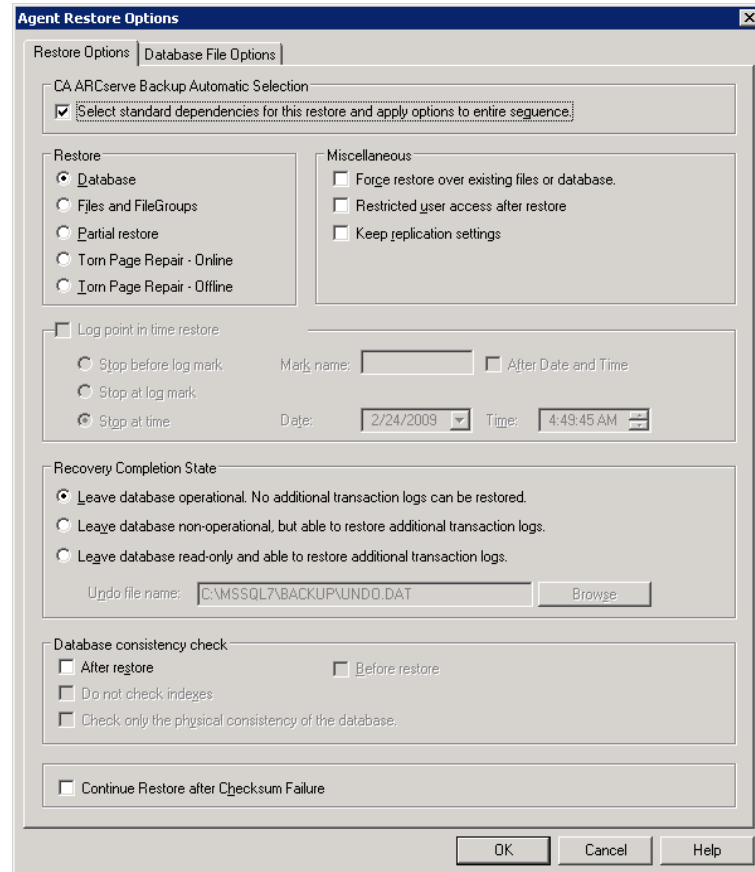 Agent Restore Options
Restore Options
Database File Options
CA ARCserve Backup Automatic Selection
Select standard dependencies for this restore and apply options to entire sequence.
Restore
Database
Files and FileGroups
Partial restore
Torn Page Repair - Online
Torn Page Repair - Offline
Miscellaneous
Force restore over existing files or database.
Restricted user access after restore
Keep replication settings
Log point in time restore
Stop before log mark
Mark name:
After Date and Time
Stop at log mark
Stop at time
Date:
2/24/2009
Time:
4:49:45 AM
Recovery Completion State
Leave database operational. No additional transaction logs can be restored.
Leave database non-operational, but able to restore additional transaction logs.
Leave database read-only and able to restore additional transaction logs.
Undo file name:
C:\MSSQL7\BACKUP\UNDO.DAT
Browse
Database consistency check
After restore
Before restore
Do not check indexes
Check only the physical consistency of the database.
Continue Restore after Checksum Failure
OK
Cancel
Help